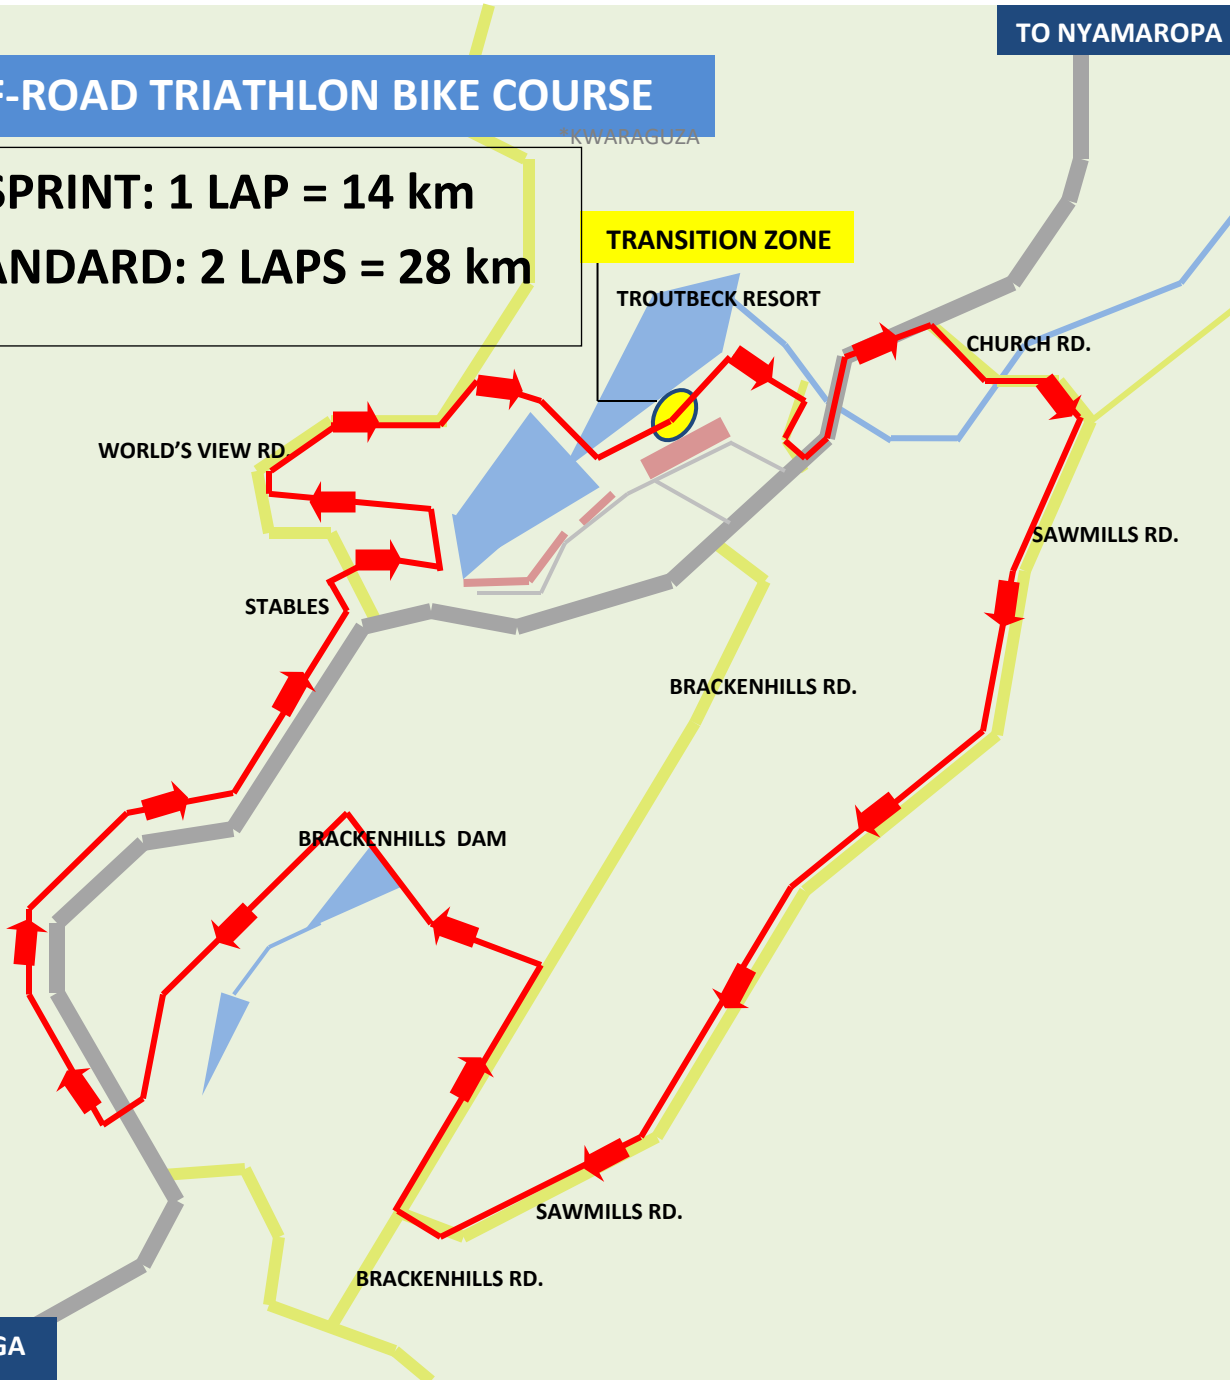 TO NYAMAROPA
F-ROAD TRIATHLON BIKE COURSE
*KWARAGUZA
SPRINT: 1 LAP = 14 km
ANDARD: 2 LAPS = 28 km
TRANSITION ZONE
TROUTBECK RESORT
CHURCH RD.
WORLD'S VIEW RD.
SAWMILLS RD.
STABLES
BRACKENHILLS RD.
BRACKENHILLS DAM
SAWMILLS RD.
BRACKENHILLS RD.
GA